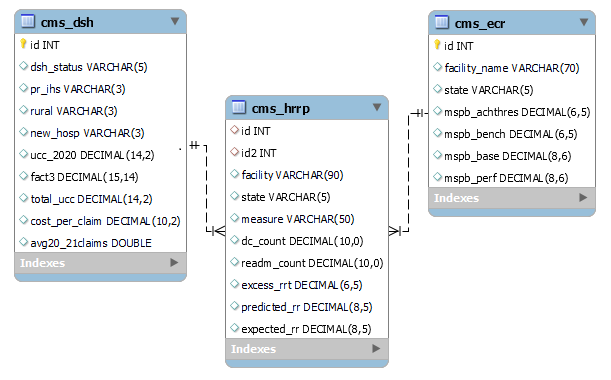 cms_dsh
id INT
dsh_status VARCHAR(5)
pr_ihs VARCHAR(3)
rural VARCHAR(3)
new_hosp VARCHAR(3)
ucc_2020 DECIMAL(14,2)
fact3 DECIMAL(15,14)
total_ucc DECIMAL(14,2)
cost_per_claim DECIMAL(10,2)
avg20_21claims DOUBLE
Indexes
cms_hrrp
id INT
id2 INT
facility VARCHAR(90)
state VARCHAR(5)
measure VARCHAR(50)
dc_count DECIMAL(10,0)
readm_count DECIMAL(10,0)
excess_rrt DECIMAL(6,5)
predicted_rr DECIMAL(8,5)
expected_rr DECIMAL(8,5)
Indexes
cms_ecr
id INT
facility_name VARCHAR(70)
state VARCHAR(5)
mspb_achthres DECIMAL(6,5)
mspb_bench DECIMAL(6,5)
mspb_base DECIMAL(8,6)
mspb_perf DECIMAL(8,6)
Indexes